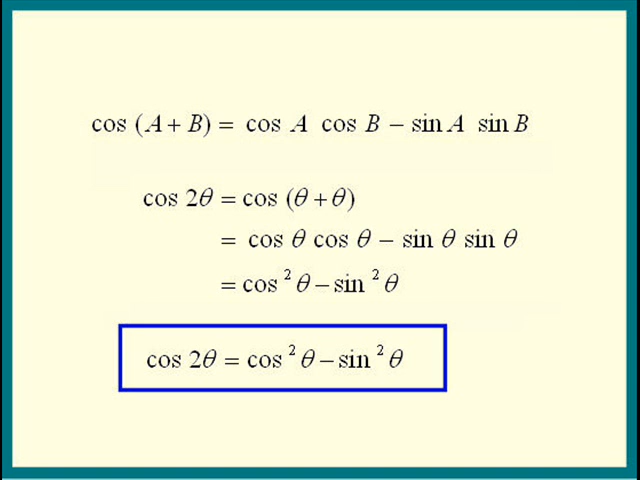 cos (A + B) = cos A cos B − sin A sin B
cos 2θ = cos (θ + θ)
= cos θ cos θ − sin θ sin θ
= cos² θ − sin² θ
cos 2θ = cos² θ − sin² θ